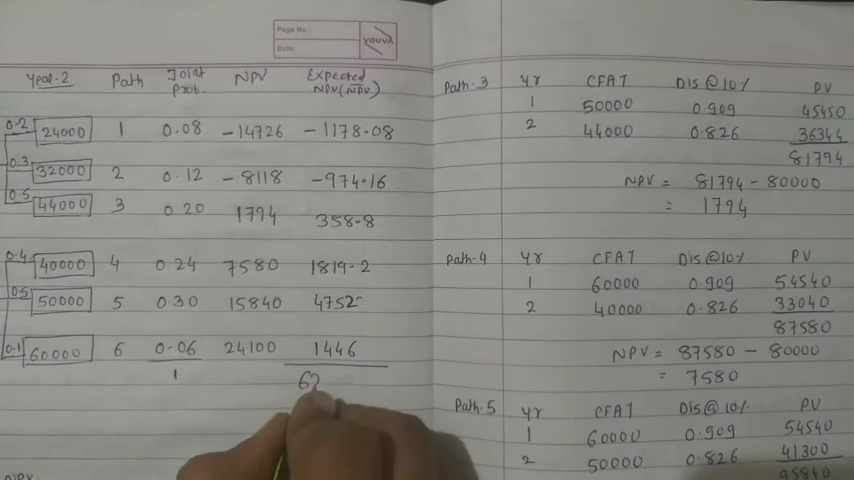 Page No.:
Date:
YOUVA
Year-2 Path Joint Prob. NPV Expected NPV(NPV)
0.2 24000 1 0.08 -14726 -1178.08
0.3 32000 2 0.12 -8118 -974.16
0.5 44000 3 0.20 1794 358.8
0.4 40000 4 0.24 7580 1819.2
0.5 50000 5 0.30 15840 4752
0.1 60000 6 0.06 24100 1446
1 62
Path-3 Yr CFAT Dis@10% PV
1 50000 0.909 45450
2 44000 0.826 36344
81794
NPV = 81794 - 80000
= 1794
Path-4 Yr CFAT Dis@10% PV
1 60000 0.909 54540
2 40000 0.826 33040
87580
NPV = 87580 - 80000
= 7580
Path-5 Yr CFAT Dis@10% PV
1 60000 0.909 54540
2 50000 0.826 41300
95840